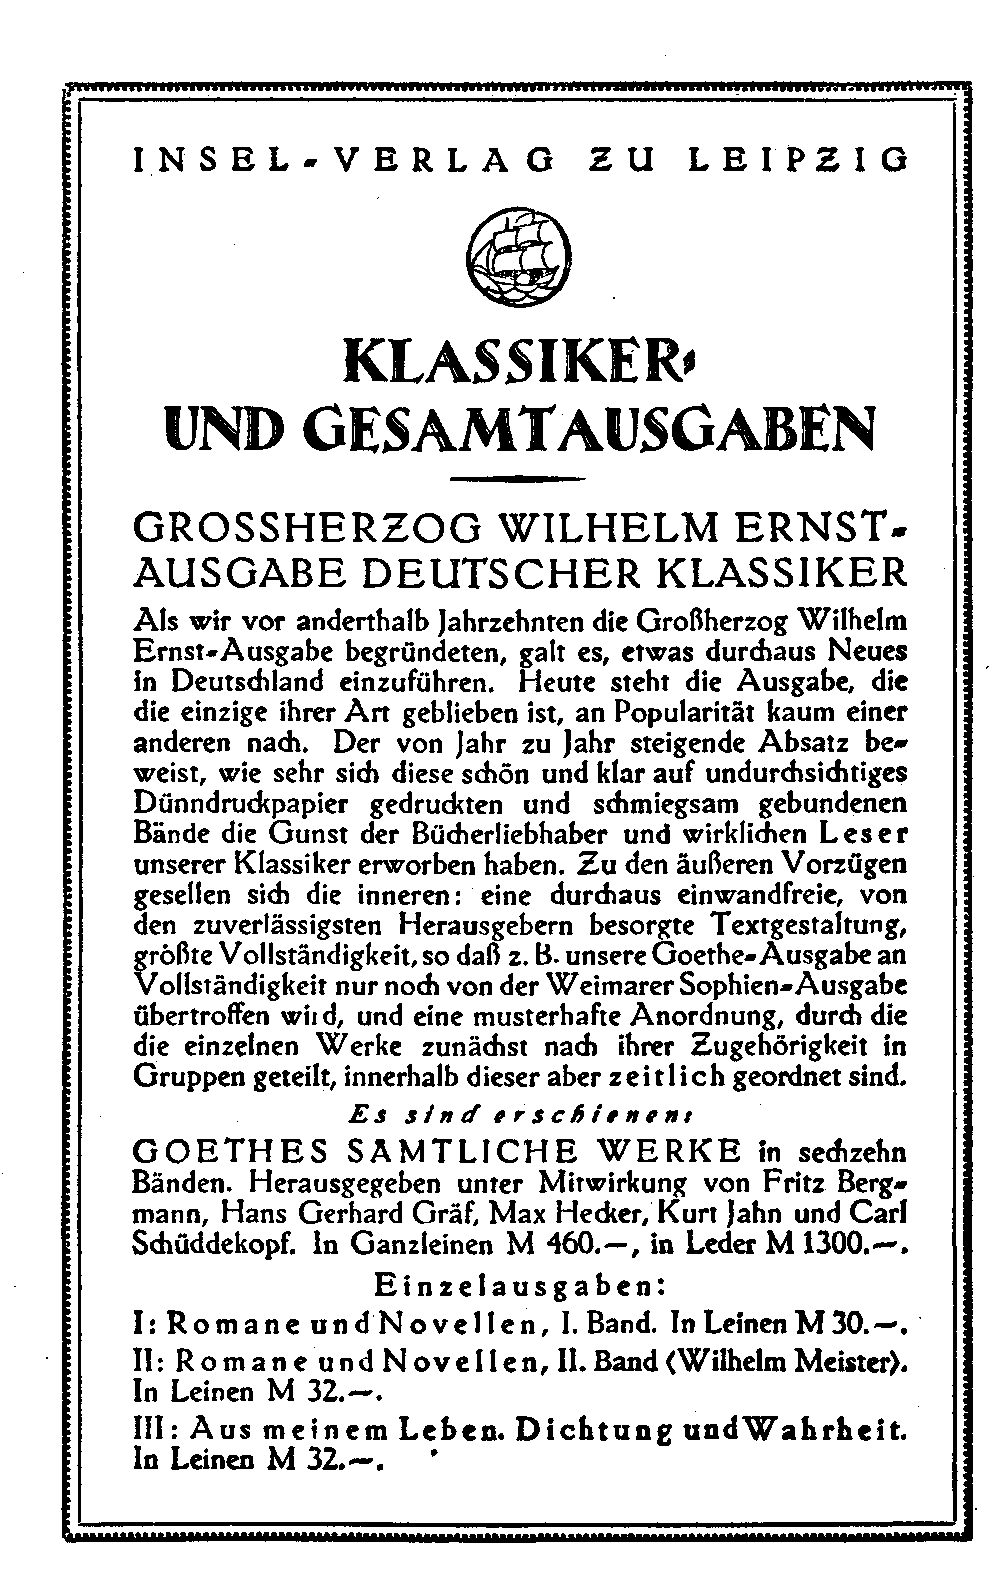 INSEL-VERLAG ZU LEIPZIG
KLASSIKER-
UND GESAMTAUSGABEN
GROSSHERZOG WILHELM ERNST-
AUSGABE DEUTSCHER KLASSIKER
Als wir vor anderthalb Jahrzehnten die Großherzog Wilhelm
Ernst-Ausgabe begründeten, galt es, etwas durchaus Neues
in Deutschland einzuführen. Heute steht die Ausgabe, die
die einzige ihrer Art geblieben ist, an Popularität kaum einer
anderen nach. Der von Jahr zu Jahr steigende Absatz be-
weist, wie sehr sich diese schön und klar auf undurchsichtiges
Dünndruckpapier gedruckten und schmiegsam gebundenen
Bände die Gunst der Bücherliebhaber und wirklichen Leser
unserer Klassiker erworben haben. Zu den äußeren Vorzügen
gesellen sich die inneren: eine durchaus einwandfreie, von
den zuverlässigsten Herausgebern besorgte Textgestaltung,
größte Vollständigkeit, so daß z. B. unsere Goethe-Ausgabe an
Vollständigkeit nur noch von der Weimarer Sophien-Ausgabe
übertroffen wird, und eine musterhafte Anordnung, durch die
die einzelnen Werke zunächst nach ihrer Zugehörigkeit in
Gruppen geteilt, innerhalb dieser aber zeitlich geordnet sind.
Es sind erschienen:
GOETHES SAMTLICHE WERKE in sechzehn
Bänden. Herausgegeben unter Mitwirkung von Fritz Berg-
mann, Hans Gerhard Gräf, Max Hecker, Kurt Jahn und Carl
Schüddekopf. In Ganzleinen M 460.—, in Leder M 1300.—.
Einzelausgaben:
I: Romane und Novellen, I. Band. In Leinen M 30.—.
II: Romane und Novellen, II. Band (Wilhelm Meister).
In Leinen M 32.—.
III: Aus meinem Leben. Dichtung und Wahrheit.
In Leinen M 32.—.